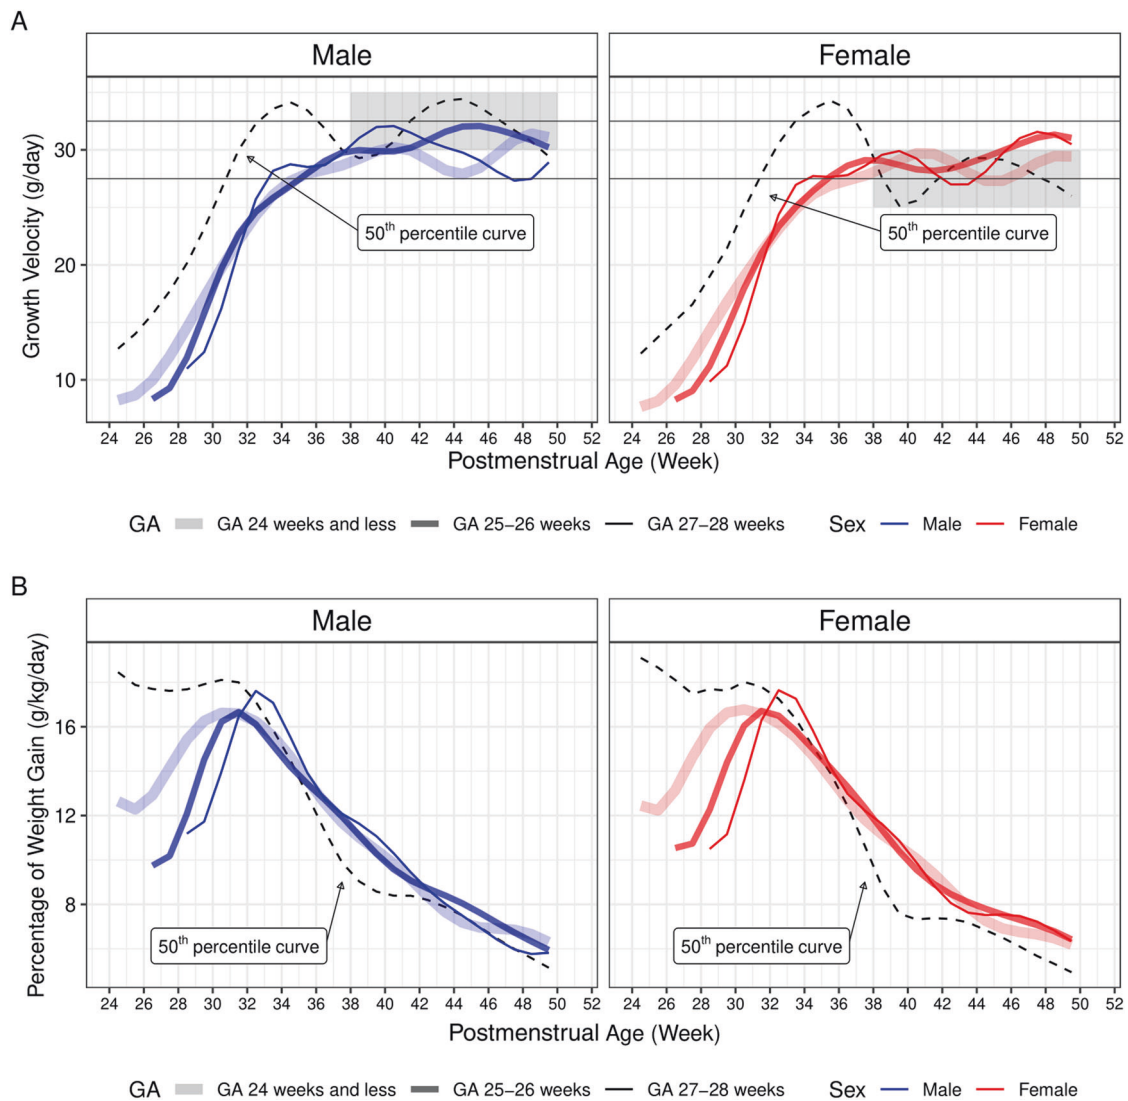 A
Male Female
Growth Velocity (g/day)
30
20
10
50th percentile curve 50th percentile curve
24 26 28 30 32 34 36 38 40 42 44 46 48 50 52 24 26 28 30 32 34 36 38 40 42 44 46 48 50 52
Postmenstrual Age (Week) Postmenstrual Age (Week)
GA GA 24 weeks and less GA 25−26 weeks GA 27−28 weeks Sex Male Female
B
Male Female
Percentage of Weight Gain (g/kg/day)
16
12
8
50th percentile curve 50th percentile curve
24 26 28 30 32 34 36 38 40 42 44 46 48 50 52 24 26 28 30 32 34 36 38 40 42 44 46 48 50 52
Postmenstrual Age (Week) Postmenstrual Age (Week)
GA GA 24 weeks and less GA 25−26 weeks GA 27−28 weeks Sex Male Female